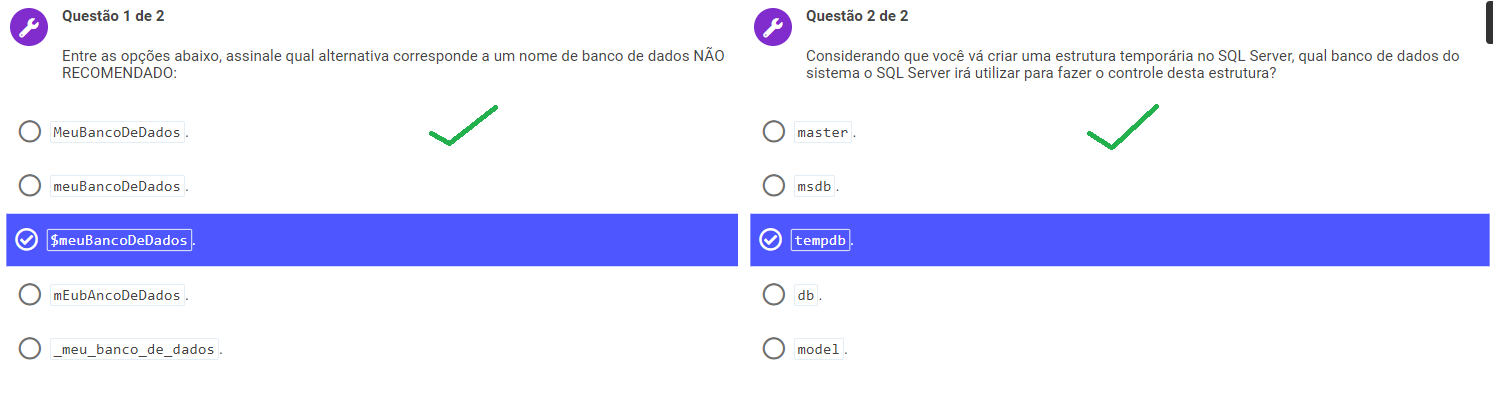 Questão 1 de 2
Entre as opções abaixo, assinale qual alternativa corresponde a um nome de banco de dados NÃO
RECOMENDADO:
MeuBancoDeDados.
meuBancoDeDados.
$meuBancoDeDados.
mEubAncoDeDados.
_meu_banco_de_dados.
Questão 2 de 2
Considerando que você vá criar uma estrutura temporária no SQL Server, qual banco de dados do
sistema o SQL Server irá utilizar para fazer o controle desta estrutura?
master.
msdb.
tempdb.
db.
model.